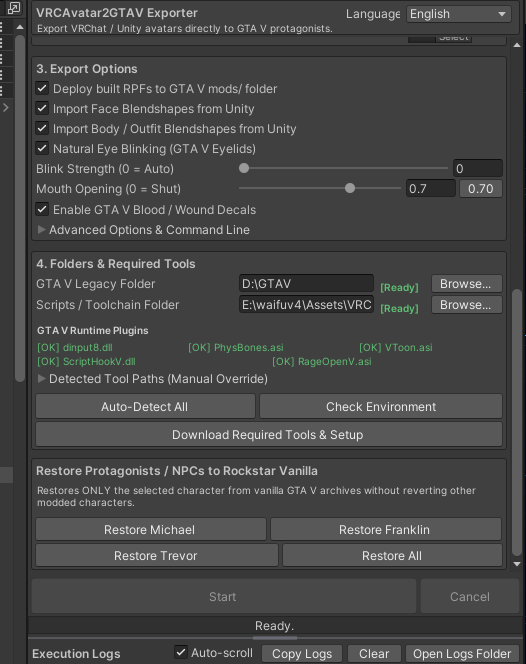 VRCAvatar2GTAV Exporter
Language English
Export VRChat / Unity avatars directly to GTA V protagonists.
Select
3. Export Options
Deploy built RPFs to GTA V mods/ folder
Import Face Blendshapes from Unity
Import Body / Outfit Blendshapes from Unity
Natural Eye Blinking (GTA V Eyelids)
Blink Strength (0 = Auto) 0
Mouth Opening (0 = Shut) 0.7 0.70
Enable GTA V Blood / Wound Decals
Advanced Options & Command Line
4. Folders & Required Tools
GTA V Legacy Folder D:\GTAV [Ready] Browse...
Scripts / Toolchain Folder E:\waifuv4\Assets\VRC [Ready] Browse...
GTA V Runtime Plugins
[OK] dinput8.dll [OK] PhysBones.asi [OK] VToon.asi
[OK] ScriptHookV.dll [OK] RageOpenV.asi
Detected Tool Paths (Manual Override)
Auto-Detect All Check Environment
Download Required Tools & Setup
Restore Protagonists / NPCs to Rockstar Vanilla
Restores ONLY the selected character from vanilla GTA V archives without reverting other
modded characters.
Restore Michael Restore Franklin
Restore Trevor Restore All
Start Cancel
Ready.
Execution Logs Auto-scroll Copy Logs Clear Open Logs Folder